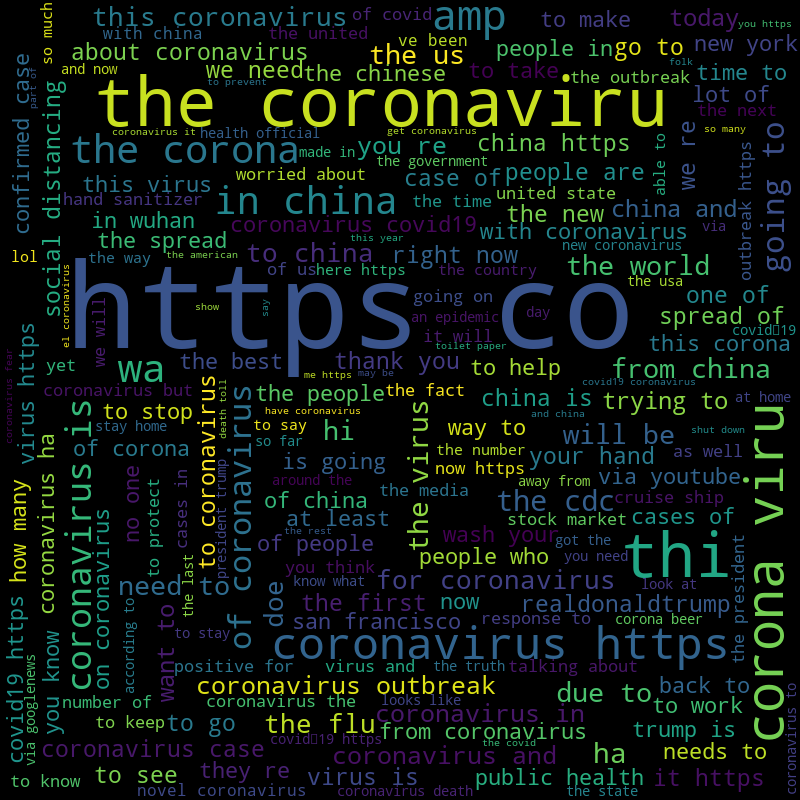 this coronavirus
of covid
amp
to make
today
you https
so much
with china
the united
ve been
people in
go to
new york
about coronavirus
the us
and now
we need
the chinese
to take
the outbreak
time to
folk
part of
to prevent
confirmed case
the coronaviru
lot of
the next
coronavirus it
health official
get coronavirus
so many
the corona
made in
you re
china https
able to
we re
going to
worried about
the government
this virus
case of
people are
hand sanitizer
in china
the time
united state
outbreak https
social distancing
in wuhan
coronavirus covid19
the new
china and
via
the spread
this year
with coronavirus
new coronavirus
lol
the way
the american
to china
right now
the world
of us
here https
the country
the usa
el coronavirus
https co
going on
one of
show
say
an epidemic
day
spread of
we will
it will
covid 19
toilet paper
this corona
coronavirus fear
virus https
yet
wa
the best
thank you
to help
from china
me https
may be
covid19 coronavirus
coronavirus but
the people
the fact
china is
trying to
at home
to stop
have coronavirus
and china
stay home
death toll
to say
hi
way to
will be
shut down
of corona
so far
the number
your hand
as well
is going
now https
how many
coronavirus ha
coronavirus is
no one
cases in
to coronavirus
of coronavirus
the virus
around the
away from
via youtube
corona viru
to protect
of china
the media
the cdc
cruise ship
president trump
at least
stock market
cases of
the rest
wash your
got the
on coronavirus
of people
people who
you need
thi
you think
need to
know what
for coronavirus
look at
the president
the last
doe
the first
now
realdonaldtrump
san francisco
response to
corona beer
covid19 https
you know
according to
want to
to stay
coronavirus https
via googlenews
positive for
virus and
the truth
talking about
coronavirus outbreak
due to
back to
number of
coronavirus the
looks like
to work
to keep
to go
the flu
coronavirus in
from coronavirus
trump is
covid 19 https
the covid
coronavirus case
coronavirus and
ha
needs to
coronavirus to
to know
to see
they re
virus is
public health
it https
novel coronavirus
coronavirus death
the state